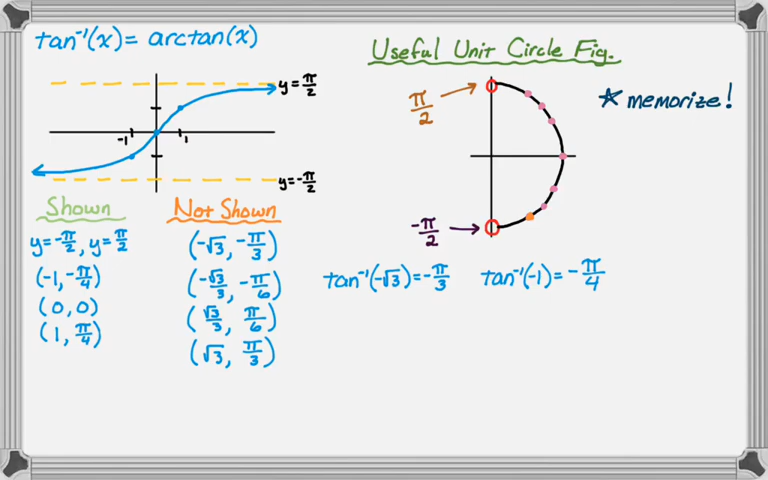 tan⁻¹(x) = arctan(x)
y = π/2
-1
1
y = -π/2
Shown
y = -π/2, y = π/2
(-1, -π/4)
(0, 0)
(1, π/4)
Not Shown
(-√3, -π/3)
(-√3/3, -π/6)
(√3/3, π/6)
(√3, π/3)
Useful Unit Circle Fig.
π/2
-π/2
memorize!
tan⁻¹(-√3) = -π/3
tan⁻¹(-1) = -π/4